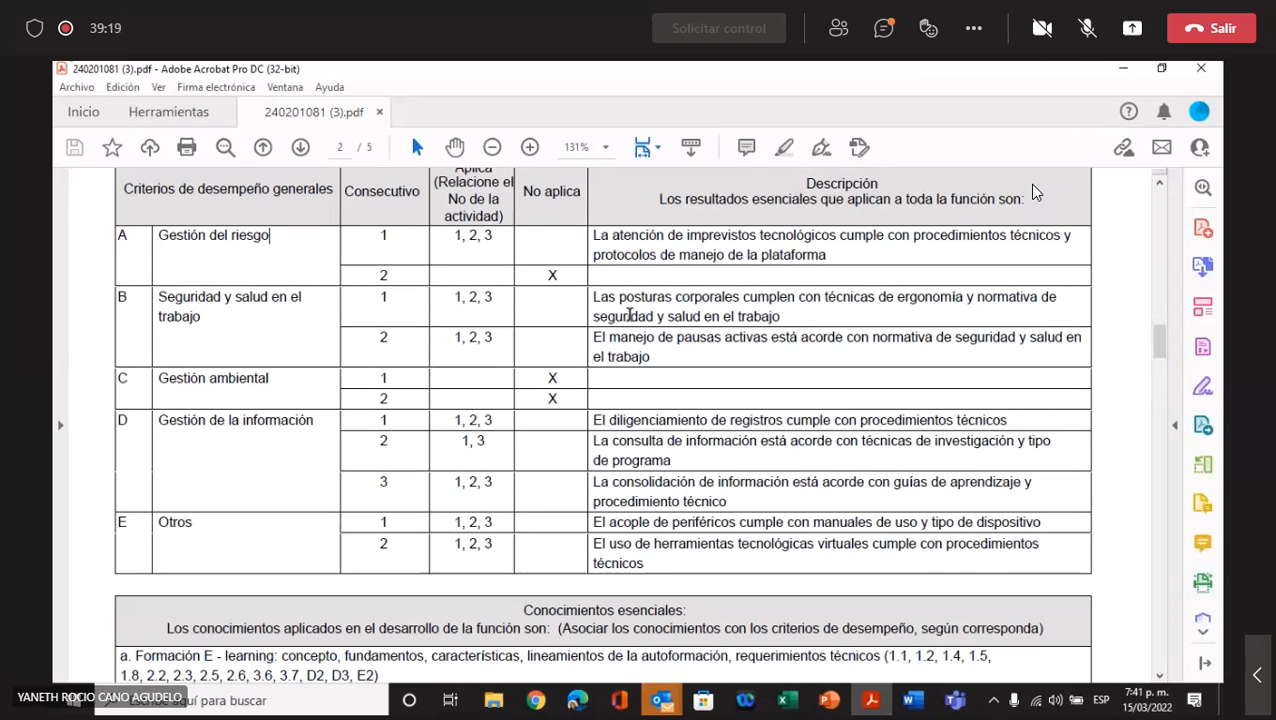 39:19
Solicitar control
Salir
240201081 (3).pdf - Adobe Acrobat Pro DC (32-bit)
Archivo Edición Ver Firma electrónica Ventana Ayuda
Inicio Herramientas 240201081 (3).pdf ×
2 / 5 131%
Criterios de desempeño generales
Consecutivo
Aplica
(Relacione el
No de la
actividad)
No aplica
Descripción
Los resultados esenciales que aplican a toda la función son:
A Gestión del riesgo 1 1, 2, 3 La atención de imprevistos tecnológicos cumple con procedimientos técnicos y
protocolos de manejo de la plataforma
2 X
B Seguridad y salud en el 1 1, 2, 3 Las posturas corporales cumplen con técnicas de ergonomía y normativa de
trabajo seguridad y salud en el trabajo
2 1, 2, 3 El manejo de pausas activas está acorde con normativa de seguridad y salud en
el trabajo
C Gestión ambiental 1 X
2 X
D Gestión de la información 1 1, 2, 3 El diligenciamiento de registros cumple con procedimientos técnicos
2 1, 3 La consulta de información está acorde con técnicas de investigación y tipo
de programa
3 1, 2, 3 La consolidación de información está acorde con guías de aprendizaje y
procedimiento técnico
E Otros 1 1, 2, 3 El acople de periféricos cumple con manuales de uso y tipo de dispositivo
2 1, 2, 3 El uso de herramientas tecnológicas virtuales cumple con procedimientos
técnicos
Conocimientos esenciales:
Los conocimientos aplicados en el desarrollo de la función son: (Asociar los conocimientos con los criterios de desempeño, según corresponda)
a. Formación E - learning: concepto, fundamentos, características, lineamientos de la autoformación, requerimientos técnicos (1.1, 1.2, 1.4, 1.5,
1.8, 2.2, 2.3, 2.5, 2.6, 3.6, 3.7, D2, D3, E2)
YANETH ROCIO CANO AGUDELO
Escribe aquí para buscar
ESP
7:41 p. m.
15/03/2022